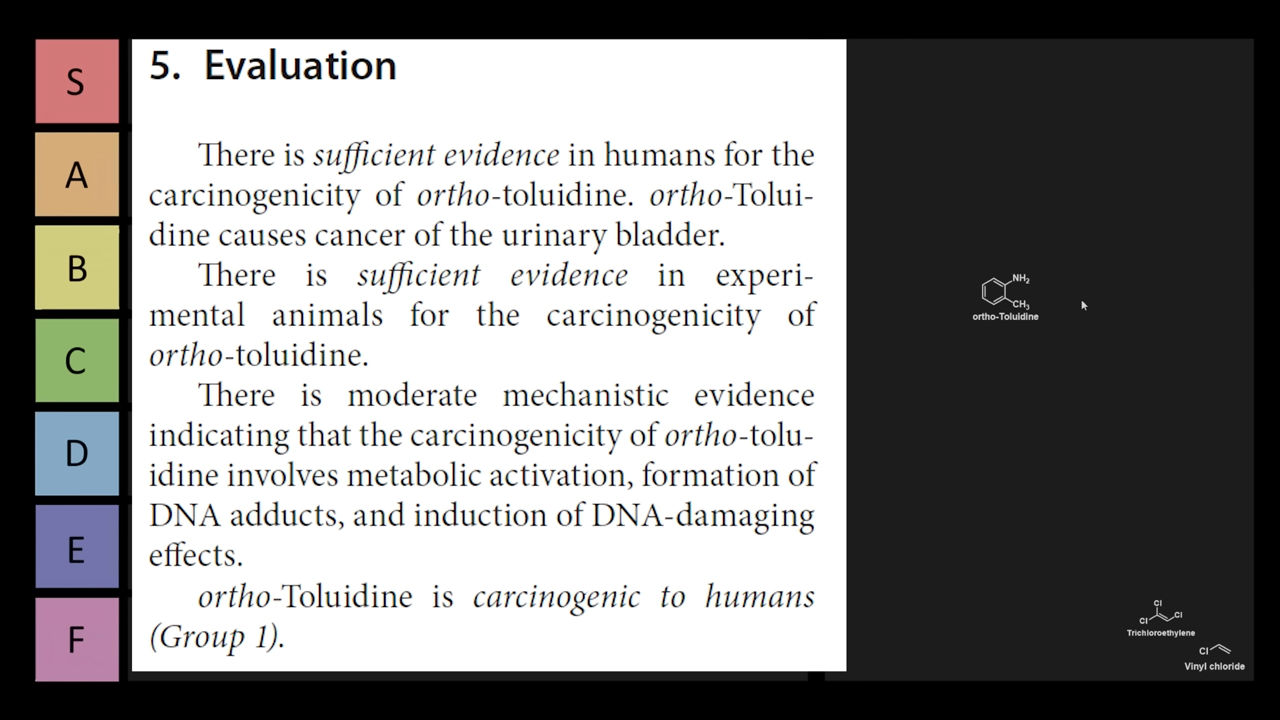 S
A
B
C
D
E
F
5. Evaluation
There is sufficient evidence in humans for the
carcinogenicity of ortho-toluidine. ortho-Tolui-
dine causes cancer of the urinary bladder.
There is sufficient evidence in experi-
mental animals for the carcinogenicity of
ortho-toluidine.
There is moderate mechanistic evidence
indicating that the carcinogenicity of ortho-tolu-
idine involves metabolic activation, formation of
DNA adducts, and induction of DNA-damaging
effects.
ortho-Toluidine is carcinogenic to humans
(Group 1).
NH₂
CH₃
ortho-Toluidine
Cl
Cl
Cl
Trichloroethylene
Cl
Vinyl chloride